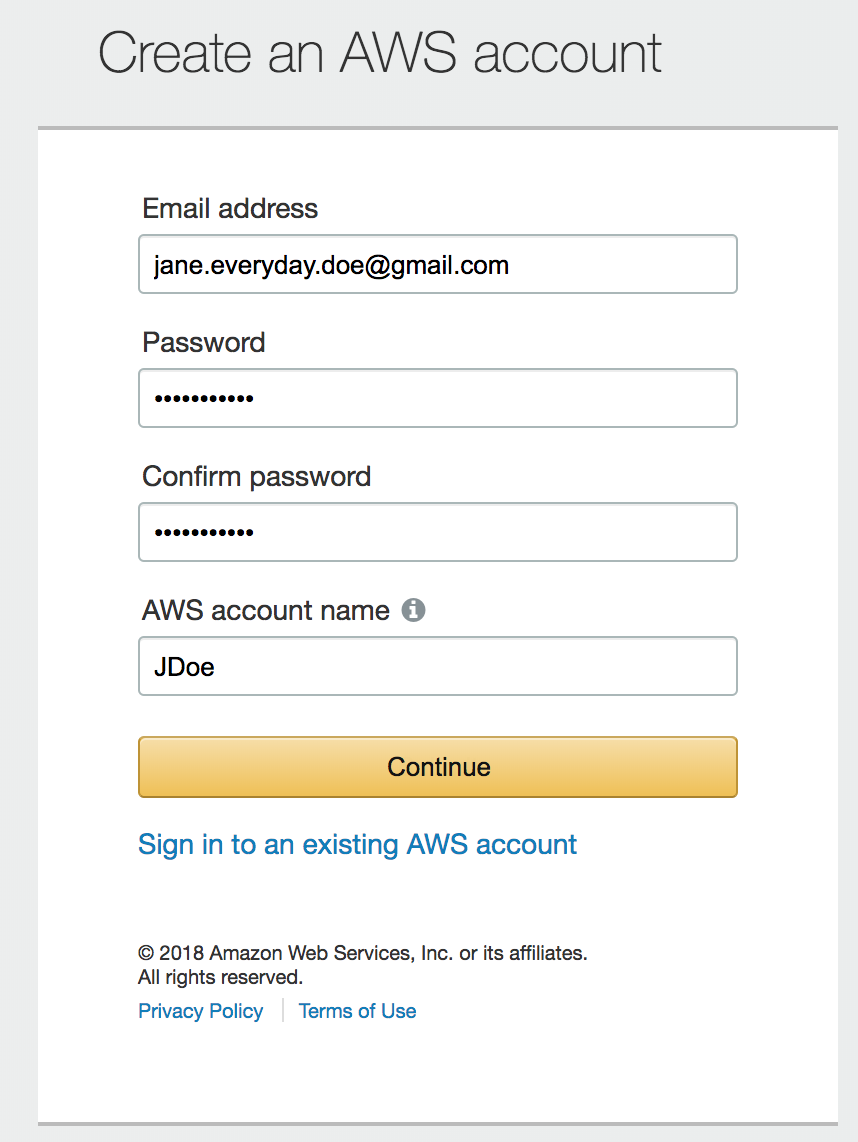 Create an AWS account
Email address
jane.everyday.doe@gmail.com
Password
•••••••••••
Confirm password
•••••••••••
AWS account name
JDoe
Continue
Sign in to an existing AWS account
© 2018 Amazon Web Services, Inc. or its affiliates.
All rights reserved.
Privacy Policy | Terms of Use